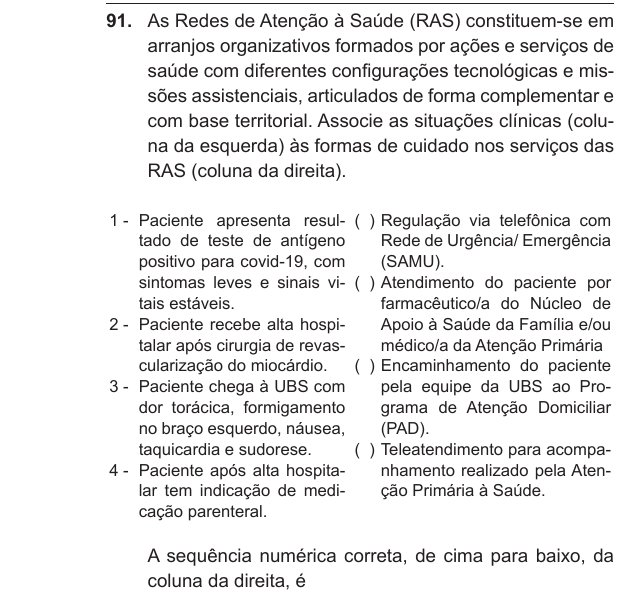 91. As Redes de Atenção à Saúde (RAS) constituem-se em
arranjos organizativos formados por ações e serviços de
saúde com diferentes configurações tecnológicas e mis-
sões assistenciais, articulados de forma complementar e
com base territorial. Associe as situações clínicas (colu-
na da esquerda) às formas de cuidado nos serviços das
RAS (coluna da direita).
1 - Paciente apresenta resul-
tado de teste de antígeno
positivo para covid-19, com
sintomas leves e sinais vi-
tais estáveis.
2 - Paciente recebe alta hospi-
talar após cirurgia de revas-
cularização do miocárdio.
3 - Paciente chega à UBS com
dor torácica, formigamento
no braço esquerdo, náusea,
taquicardia e sudorese.
4 - Paciente após alta hospita-
lar tem indicação de medi-
cação parenteral.
( ) Regulação via telefônica com
Rede de Urgência/ Emergência
(SAMU).
( ) Atendimento do paciente por
farmacêutico/a do Núcleo de
Apoio à Saúde da Família e/ou
médico/a da Atenção Primária
( ) Encaminhamento do paciente
pela equipe da UBS ao Pro-
grama de Atenção Domiciliar
(PAD).
( ) Teleatendimento para acompa-
nhamento realizado pela Aten-
ção Primária à Saúde.
A sequência numérica correta, de cima para baixo, da
coluna da direita, é